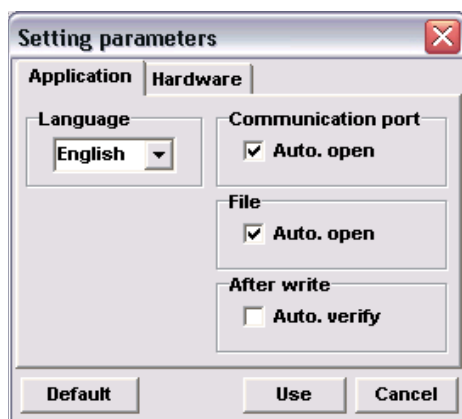 Setting parameters
Application Hardware
Language
English
Communication port
Auto. open
File
Auto. open
After write
Auto. verify
Default Use Cancel